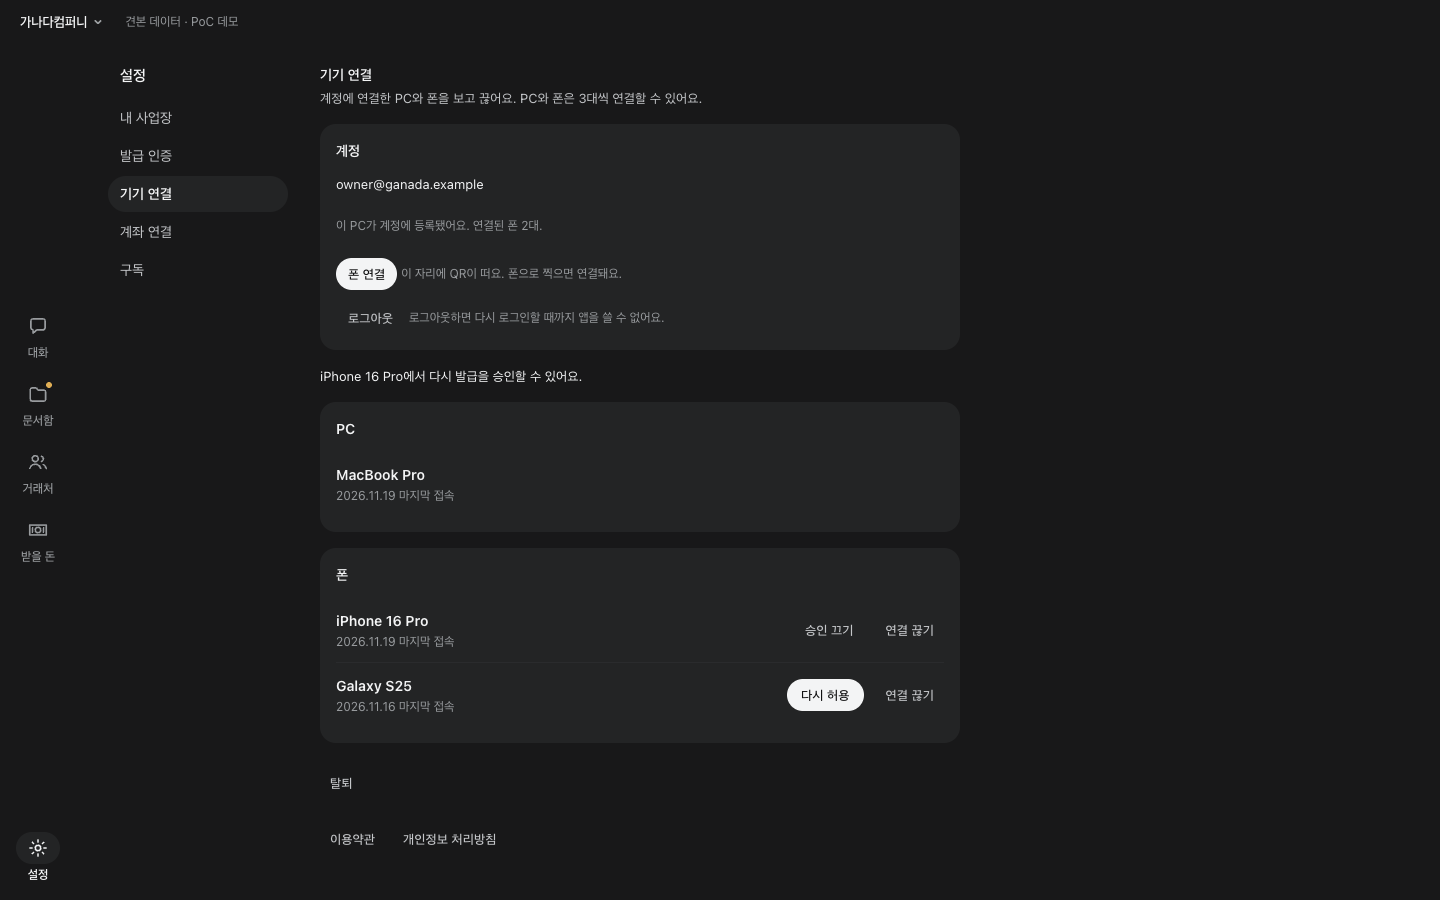 가나다컴퍼니
견본 데이터 · PoC 데모
설정
내 사업장
발급 인증
기기 연결
계좌 연결
구독
대화
문서함
거래처
받을 돈
설정
기기 연결
계정에 연결한 PC와 폰을 보고 끊어요. PC와 폰은 3대씩 연결할 수 있어요.
계정
owner@ganada.example
이 PC가 계정에 등록됐어요. 연결된 폰 2대.
폰 연결 이 자리에 QR이 떠요. 폰으로 찍으면 연결돼요.
로그아웃 로그아웃하면 다시 로그인할 때까지 앱을 쓸 수 없어요.
iPhone 16 Pro에서 다시 발급을 승인할 수 있어요.
PC
MacBook Pro
2026.11.19 마지막 접속
폰
iPhone 16 Pro
2026.11.19 마지막 접속
승인 끄기 연결 끊기
Galaxy S25
2026.11.16 마지막 접속
다시 허용 연결 끊기
탈퇴
이용약관 개인정보 처리방침